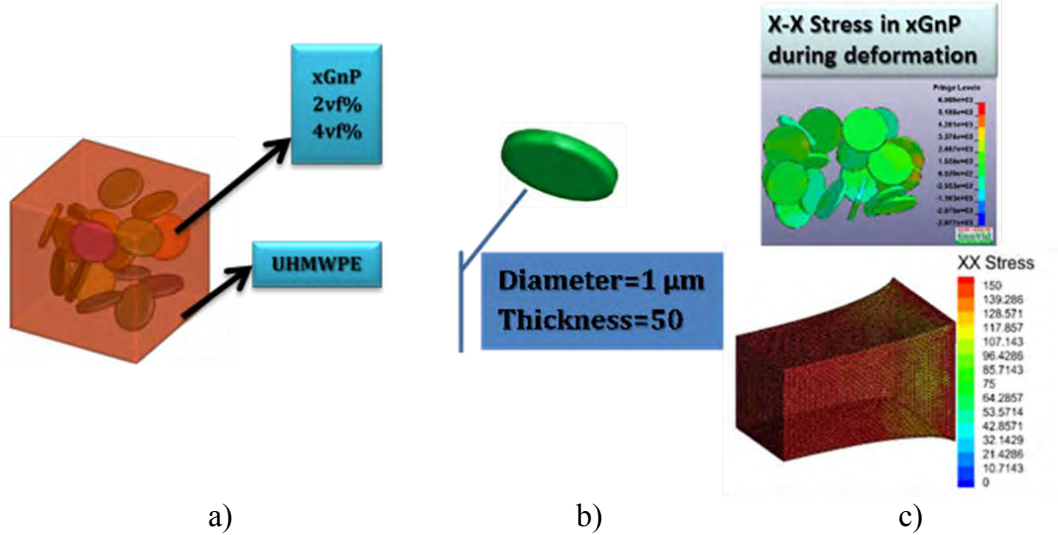 xGnP
2vf%
4vf%
UHMWPE
Diameter=1 µm
Thickness=50
X-X Stress in xGnP
during deformation
Fringe Levels
XX Stress
150
139.286
128.571
117.857
107.143
96.4286
85.7143
75
64.2857
53.5714
42.8571
32.1429
21.4286
10.7143
0
a)
b)
c)